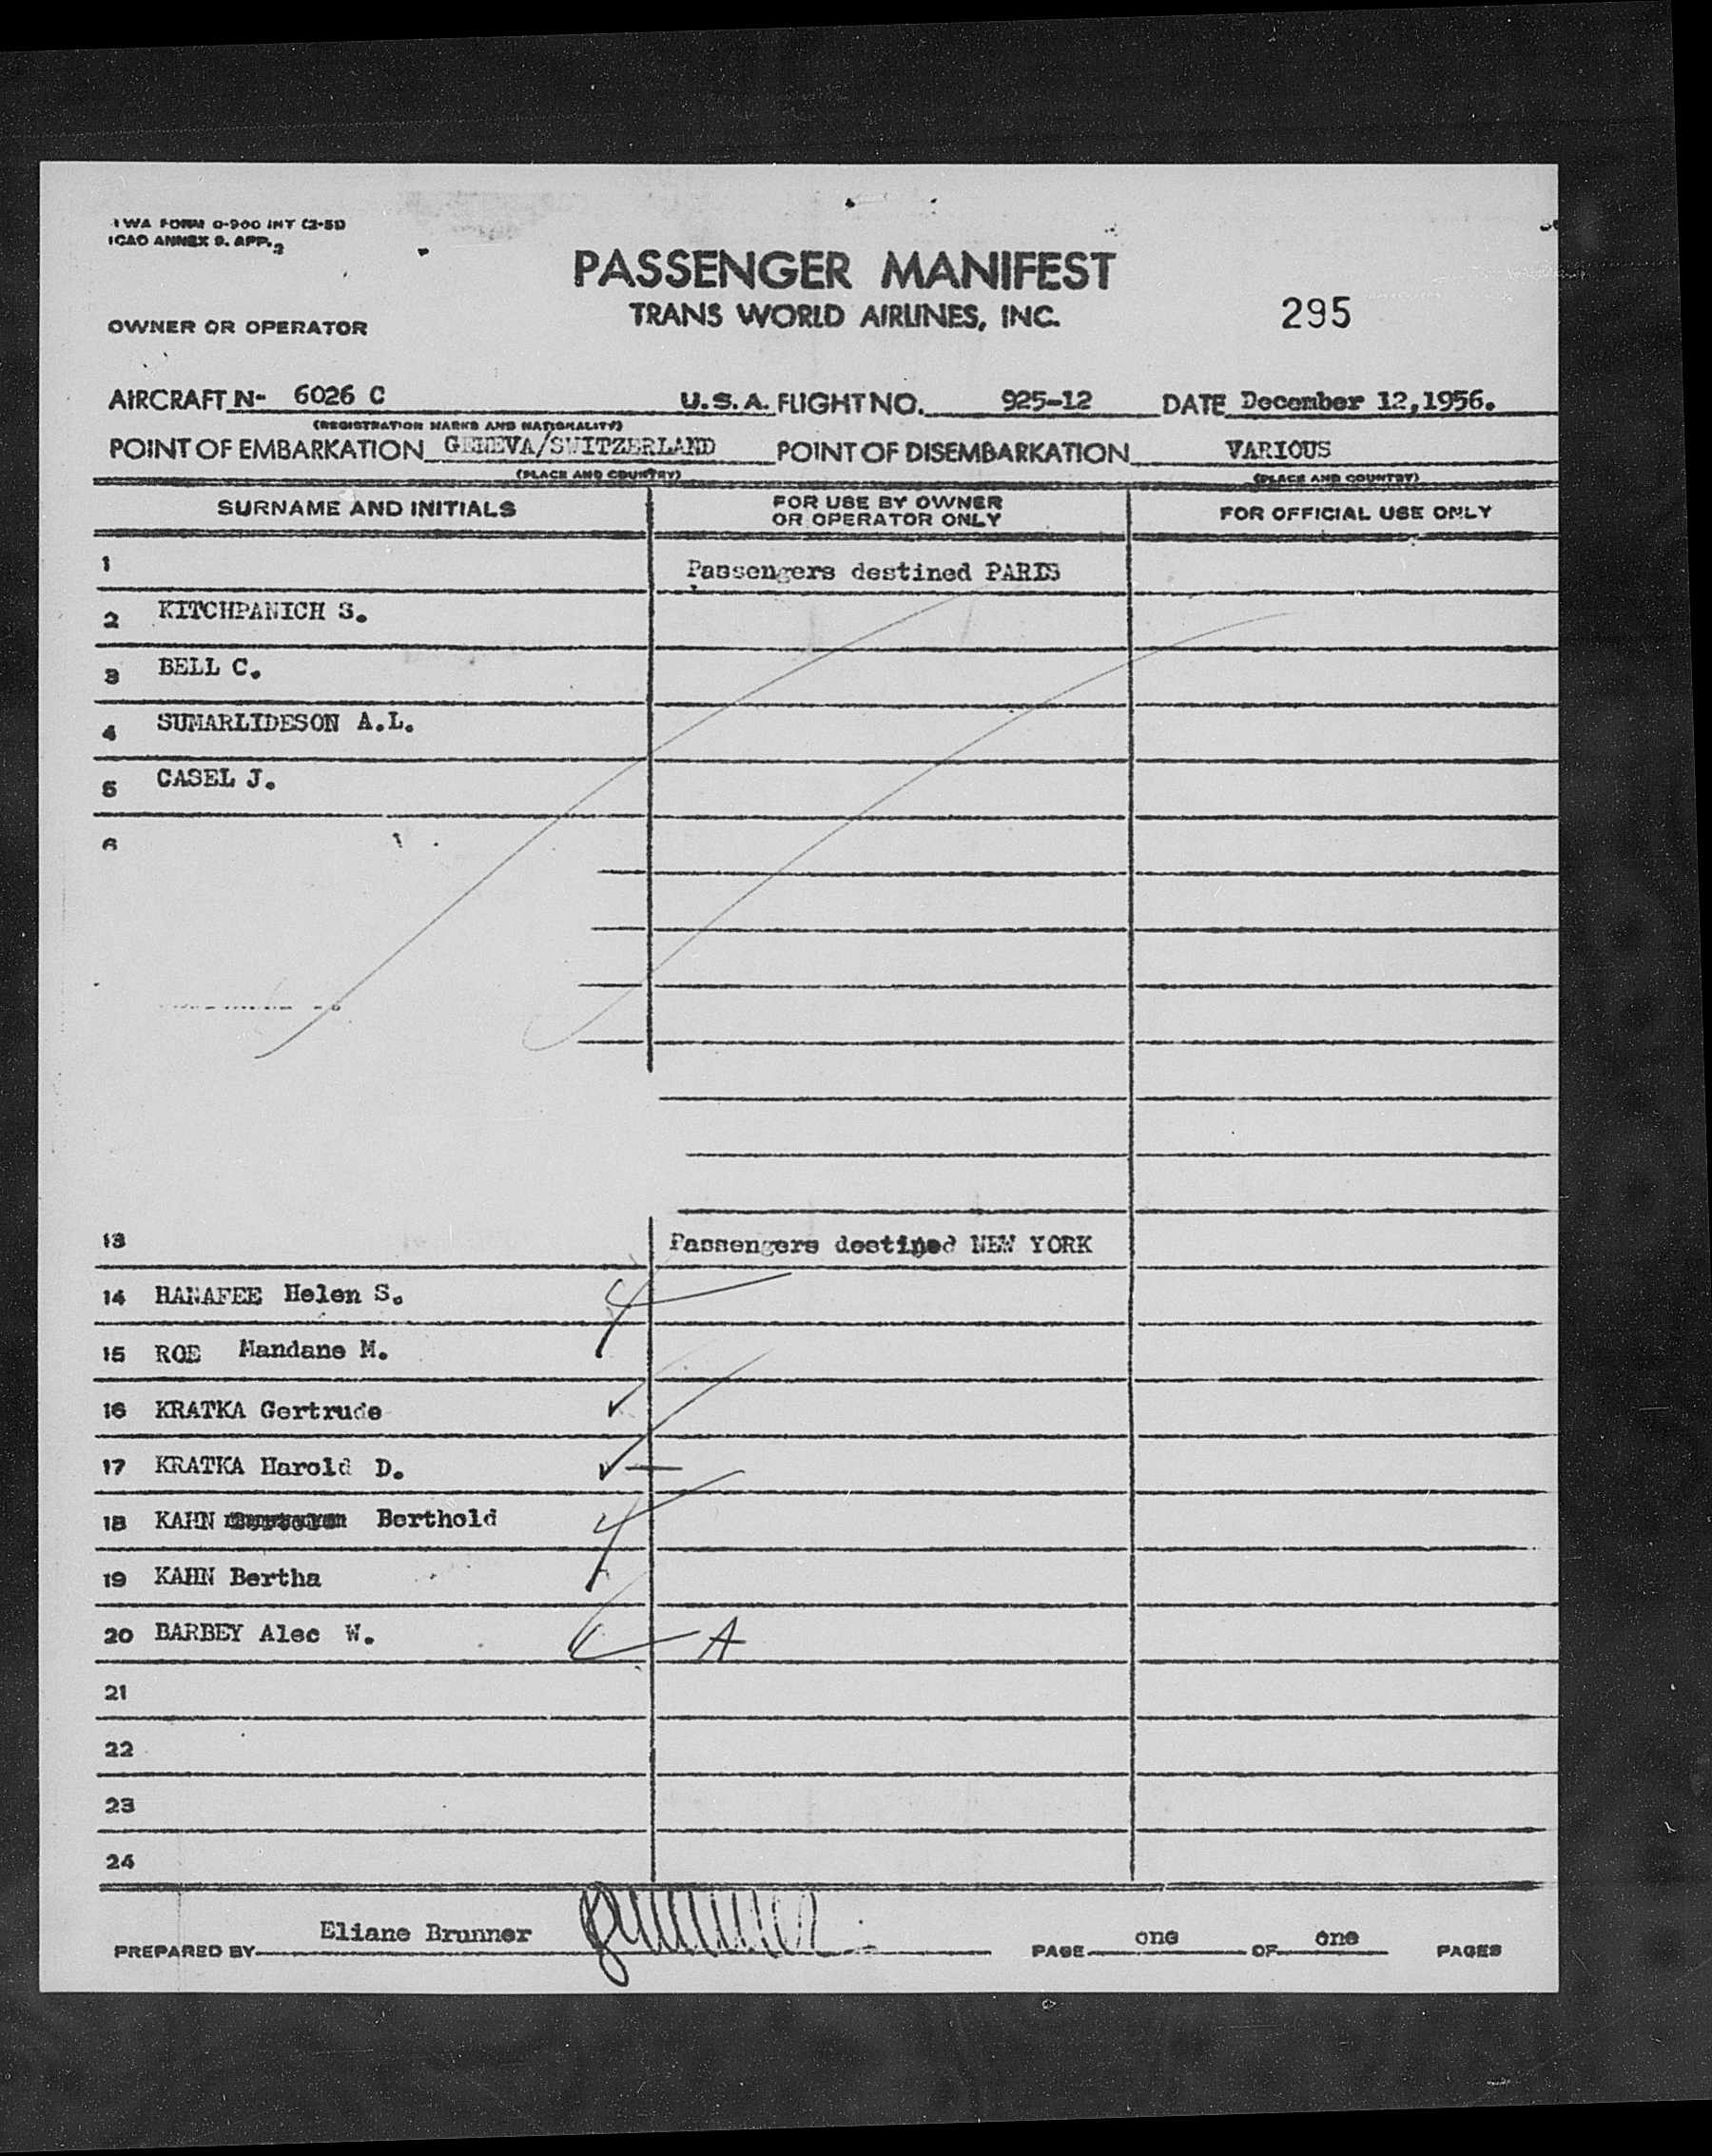 TWA FORM 0-900 INT (2-51)
ICAO ANNEX 9. APP. 2
PASSENGER MANIFEST
TRANS WORLD AIRLINES, INC.
295
OWNER OR OPERATOR
AIRCRAFT N- 6026 C U.S.A. FLIGHT NO. 925-12 DATE December 12,1956.
(REGISTRATION MARKS AND NATIONALITY)
POINT OF EMBARKATION GENEVA/SWITZERLAND POINT OF DISEMBARKATION VARIOUS
(PLACE AND COUNTRY) (PLACE AND COUNTRY)
SURNAME AND INITIALS FOR USE BY OWNER OR OPERATOR ONLY FOR OFFICIAL USE ONLY
1 Passengers destined PARIS
2 KITCHPANICH S.
3 BELL C.
4 SUMARLIDESON A.L.
5 CASEL J.
6
13 Passengers destined NEW YORK
14 HANAFEE Helen S.
15 ROE Mandane M.
16 KRATKA Gertrude
17 KRATKA Harold D.
18 KAHN Berthold
19 KAHN Bertha
20 BARBEY Alec W. A
21
22
23
24
PREPARED BY Eliane Brunner PAGE one OF one PAGES